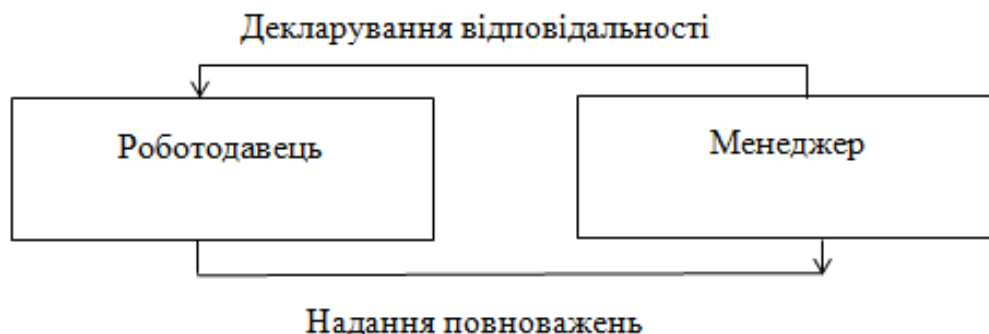 Декларування відповідальності
Роботодавець
Менеджер
Надання повноважень